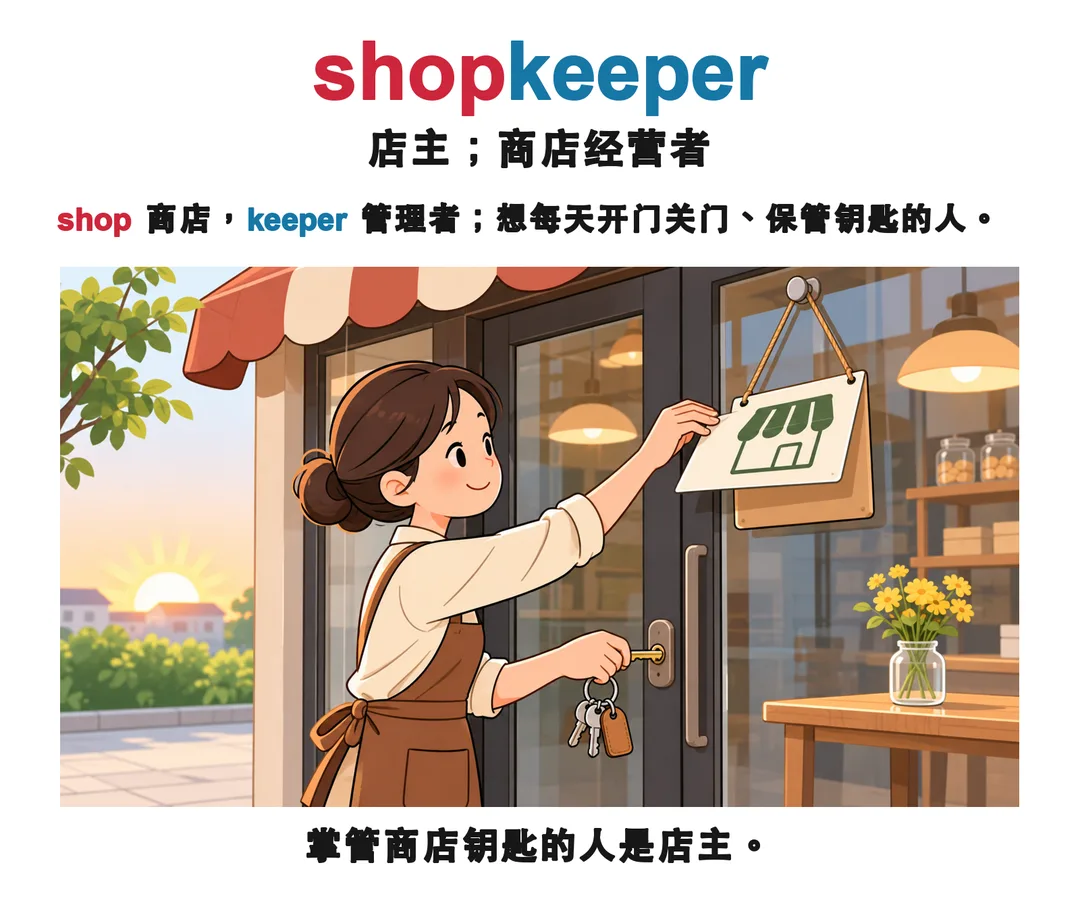 shopkeeper
店主；商店经营者
shop 商店，keeper 管理者；想每天开门关门、保管钥匙的人。
掌管商店钥匙的人是店主。